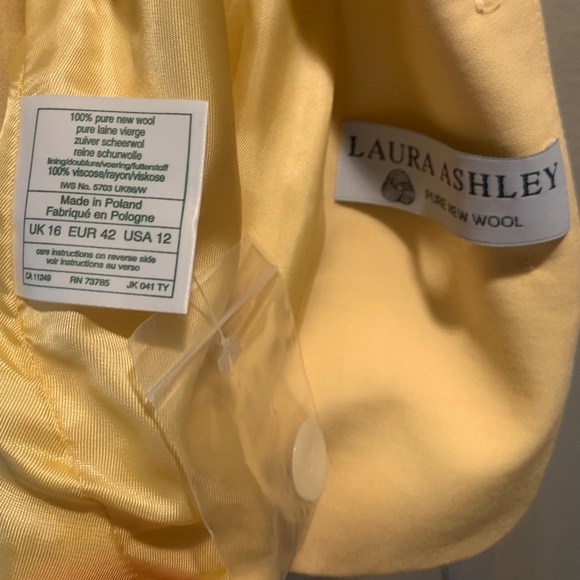 100% pure new wool
pure laine vierge
zuiver scheerwol
reine schurwolle
lining/doublure/voering/futterstoff
100% viscose/rayon/viskose
IWS No. 5703 UK86/W
Made in Poland
Fabriqué en Pologne
UK 16 EUR 42 USA 12
care instructions on reverse side
voir instructions au verso
CA 11249 RN 73785 JK 041 TY
LAURA ASHLEY
PURE NEW WOOL